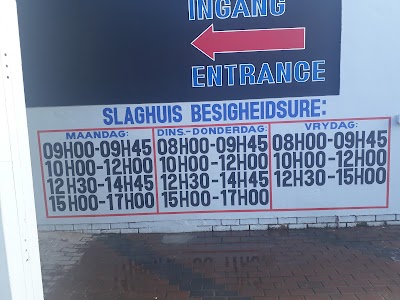 INGANG
ENTRANCE
SLAGHUIS BESIGHEIDSURE:
MAANDAG:
09H00-09H45
10H00-12H00
12H30-14H45
15H00-17H00
DINS.-DONDERDAG:
08H00-09H45
10H00-12H00
12H30-14H45
15H00-17H00
VRYDAG:
08H00-09H45
10H00-12H00
12H30-15H00